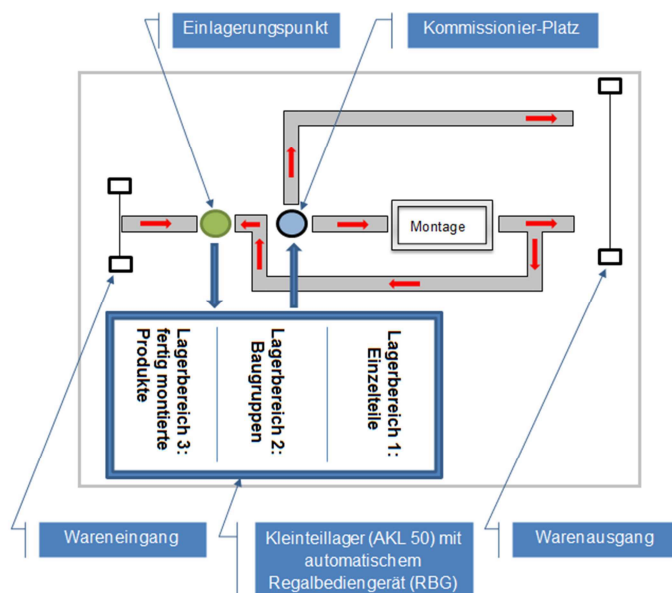 Einlagerungspunkt
Kommissionier-Platz
Montage
Lagerbereich 3:
fertig montierte
Produkte
Lagerbereich 2:
Baugruppen
Lagerbereich 1:
Einzelteile
Wareneingang
Kleinteillager (AKL 50) mit
automatischem
Regalbediengerät (RBG)
Warenausgang